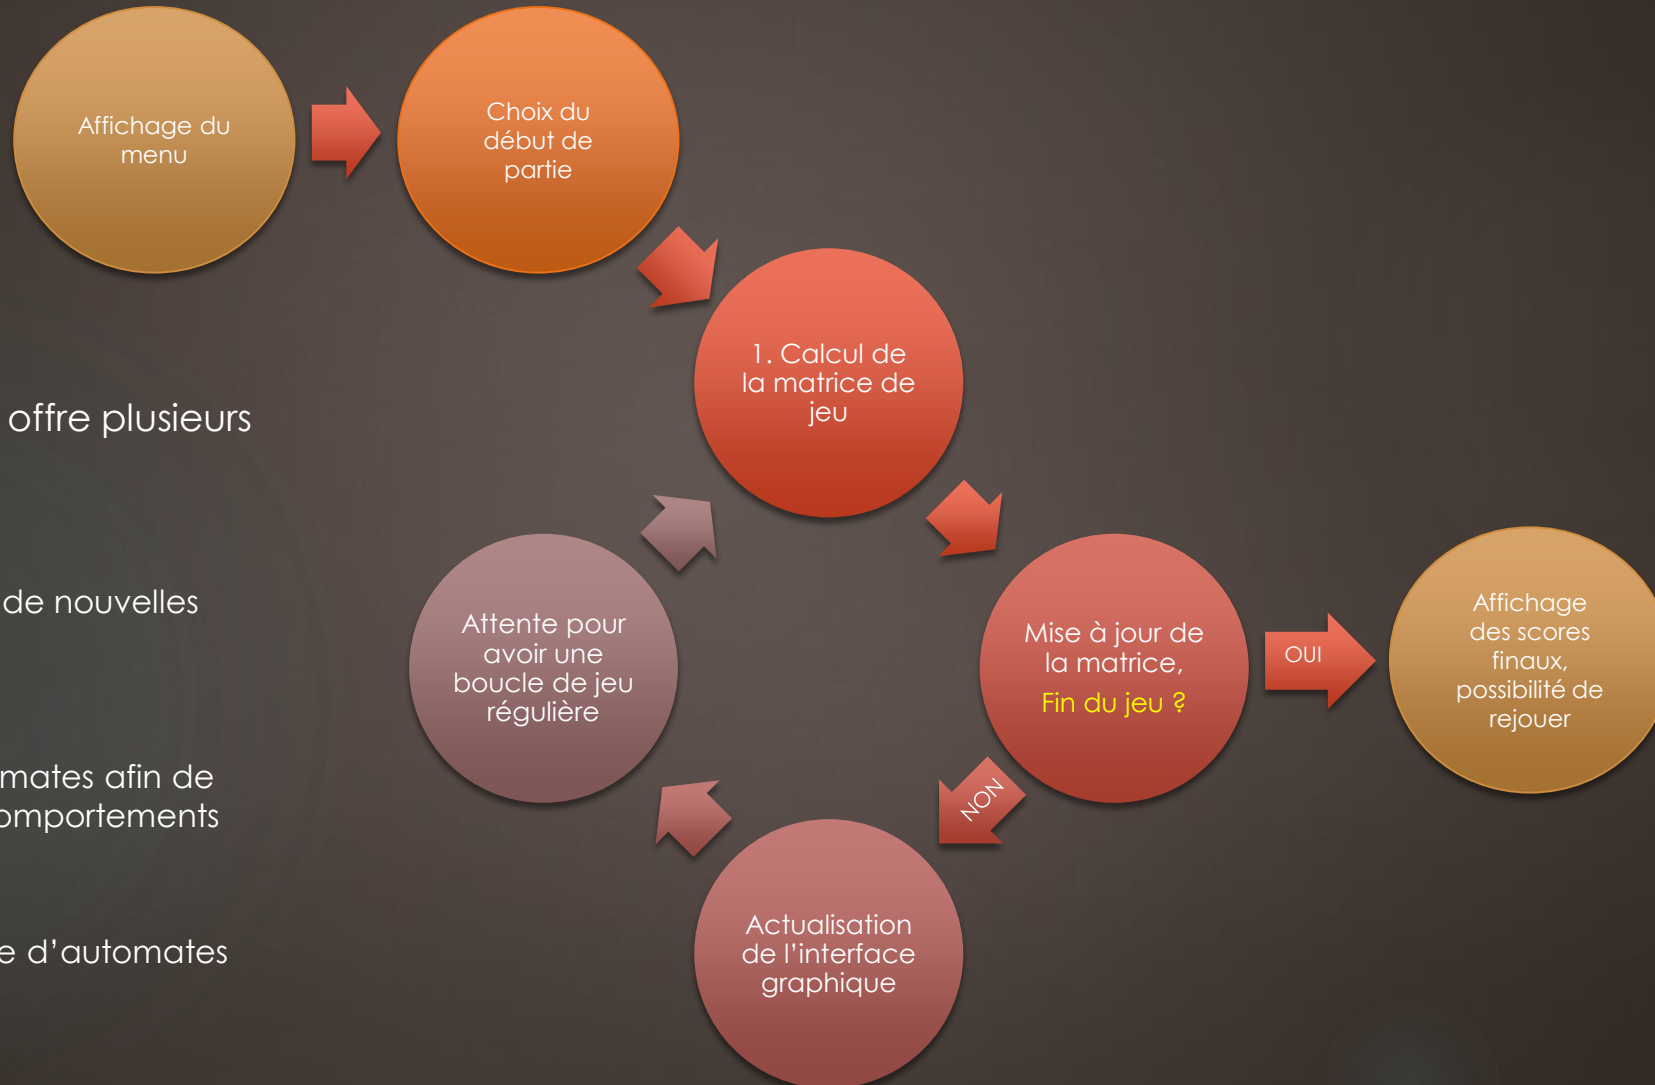 Affichage du
menu
Choix du
début de
partie
1. Calcul de
la matrice de
jeu
offre plusieurs
de nouvelles
mates afin de
omportements
e d’automates
Attente pour
avoir une
boucle de jeu
régulière
Mise à jour de
la matrice,
Fin du jeu ?
OUI
Affichage
des scores
finaux,
possibilité de
rejouer
NON
Actualisation
de l’interface
graphique